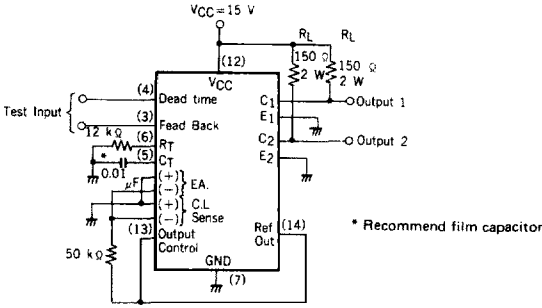 VCC=15 V
RL RL
150 Ω
2 W
150 Ω
2 W
(12)
VCC
(4) Dead time
C1 Output 1
Test Input
(3) Fead Back
E1
12 kΩ
(6) RT
C2 Output 2
* (5) CT
0.01
μF
E2
(+)
(−) EA.
(+) C.L
(−) Sense
(13) Output
Control
Ref
Out (14)
* Recommend film capacitor
50 kΩ
GND
(7)